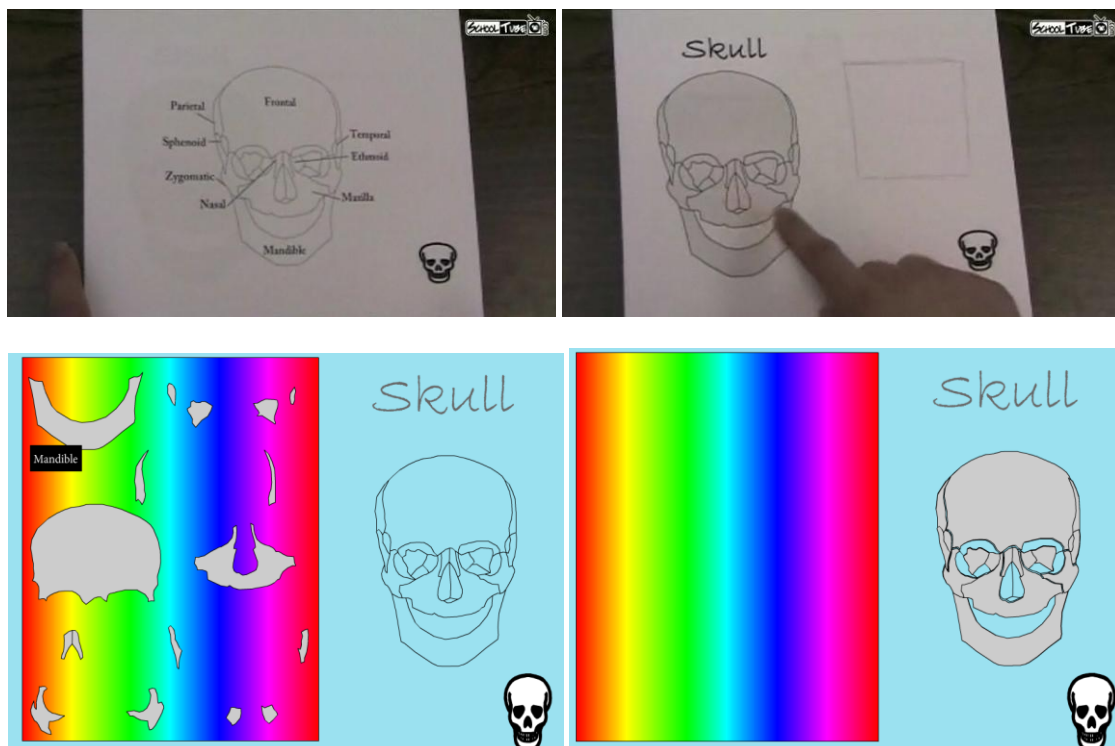 SCHOOL TUBE
Frontal
Parietal
Sphenoid
Temporal
Ethmoid
Zygomatic
Nasal
Maxilla
Mandible
SCHOOL TUBE
Skull
Mandible
Skull
Skull